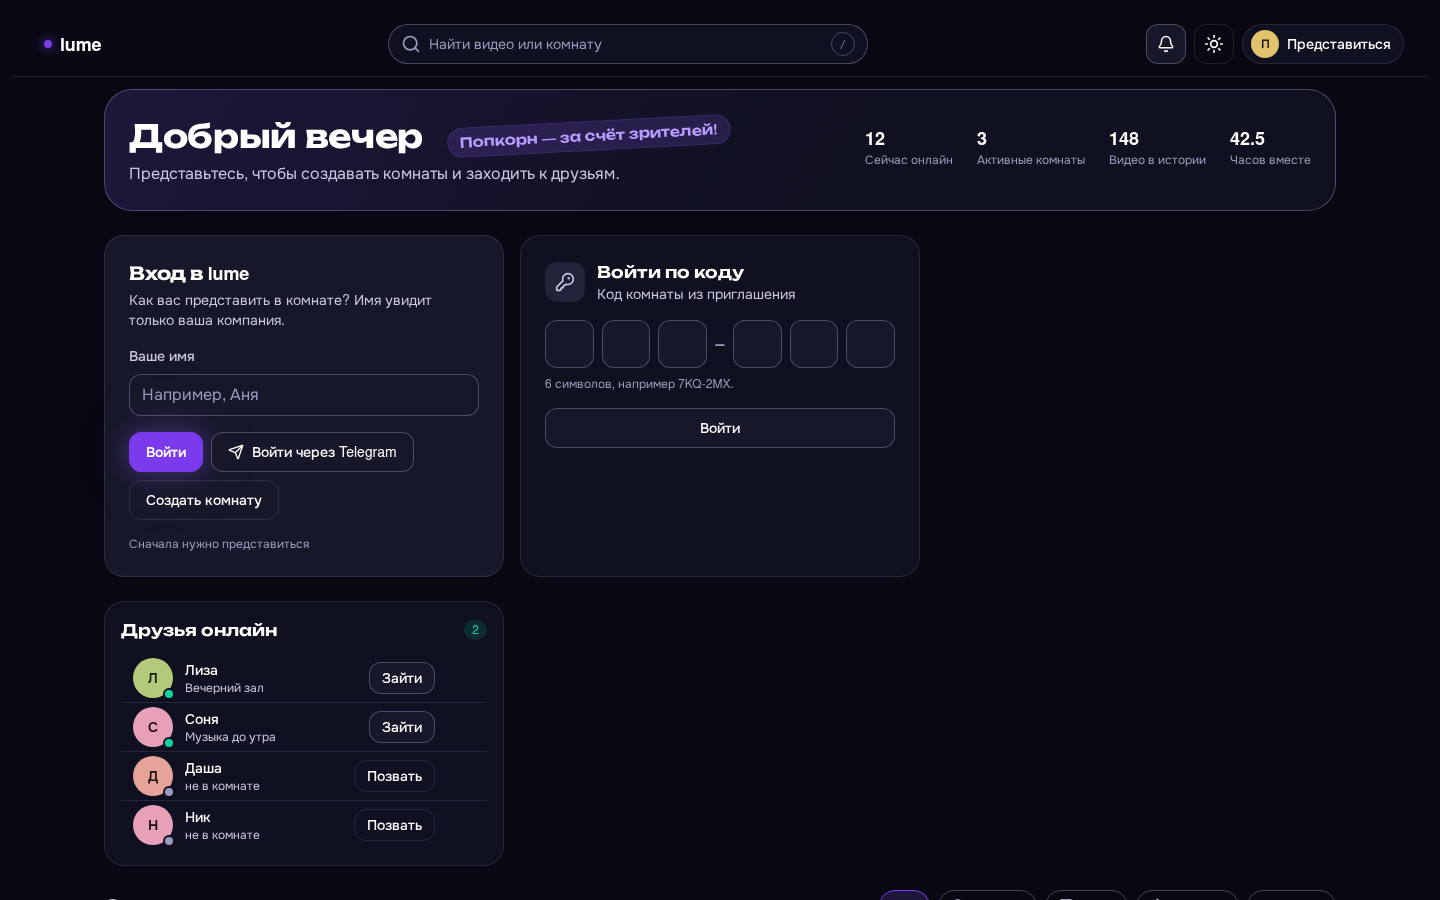 lume
Найти видео или комнату
/
П
Представиться
Добрый вечер
Попкорн — за счёт зрителей!
Представьтесь, чтобы создавать комнаты и заходить к друзьям.
12
Сейчас онлайн
3
Активные комнаты
148
Видео в истории
42.5
Часов вместе
Вход в lume
Как вас представить в комнате? Имя увидит
только ваша компания.
Ваше имя
Например, Аня
Войти
Войти через Telegram
Создать комнату
Сначала нужно представиться
Войти по коду
Код комнаты из приглашения
–
6 символов, например 7KQ-2MX.
Войти
Друзья онлайн
2
Л
Лиза
Вечерний зал
Зайти
С
Соня
Музыка до утра
Зайти
Д
Даша
не в комнате
Позвать
Н
Ник
не в комнате
Позвать